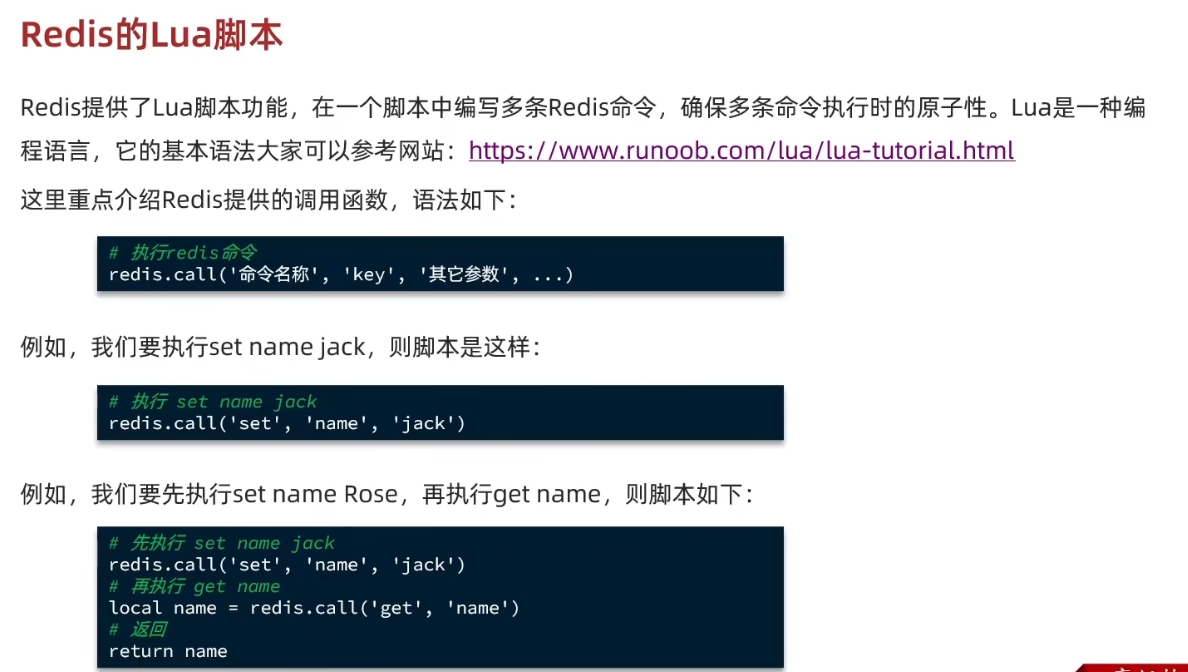 Redis的Lua脚本
Redis提供了Lua脚本功能，在一个脚本中编写多条Redis命令，确保多条命令执行时的原子性。Lua是一种编
程语言，它的基本语法大家可以参考网站：https://www.runoob.com/lua/lua-tutorial.html
这里重点介绍Redis提供的调用函数，语法如下：
# 执行redis命令
redis.call('命令名称', 'key', '其它参数', ...)
例如，我们要执行set name jack，则脚本是这样：
# 执行 set name jack
redis.call('set', 'name', 'jack')
例如，我们要先执行set name Rose，再执行get name，则脚本如下：
# 先执行 set name jack
redis.call('set', 'name', 'jack')
# 再执行 get name
local name = redis.call('get', 'name')
# 返回
return name